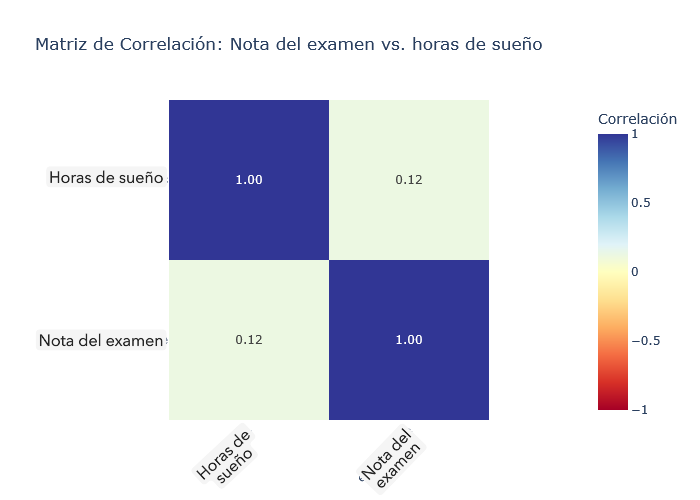 Matriz de Correlación: Nota del examen vs. horas de sueño
Correlación
Horas de sueño
1.00
0.12
Nota del examen
0.12
1.00
Horas de
sueño
Nota del
examen
1
0.5
0
−0.5
−1